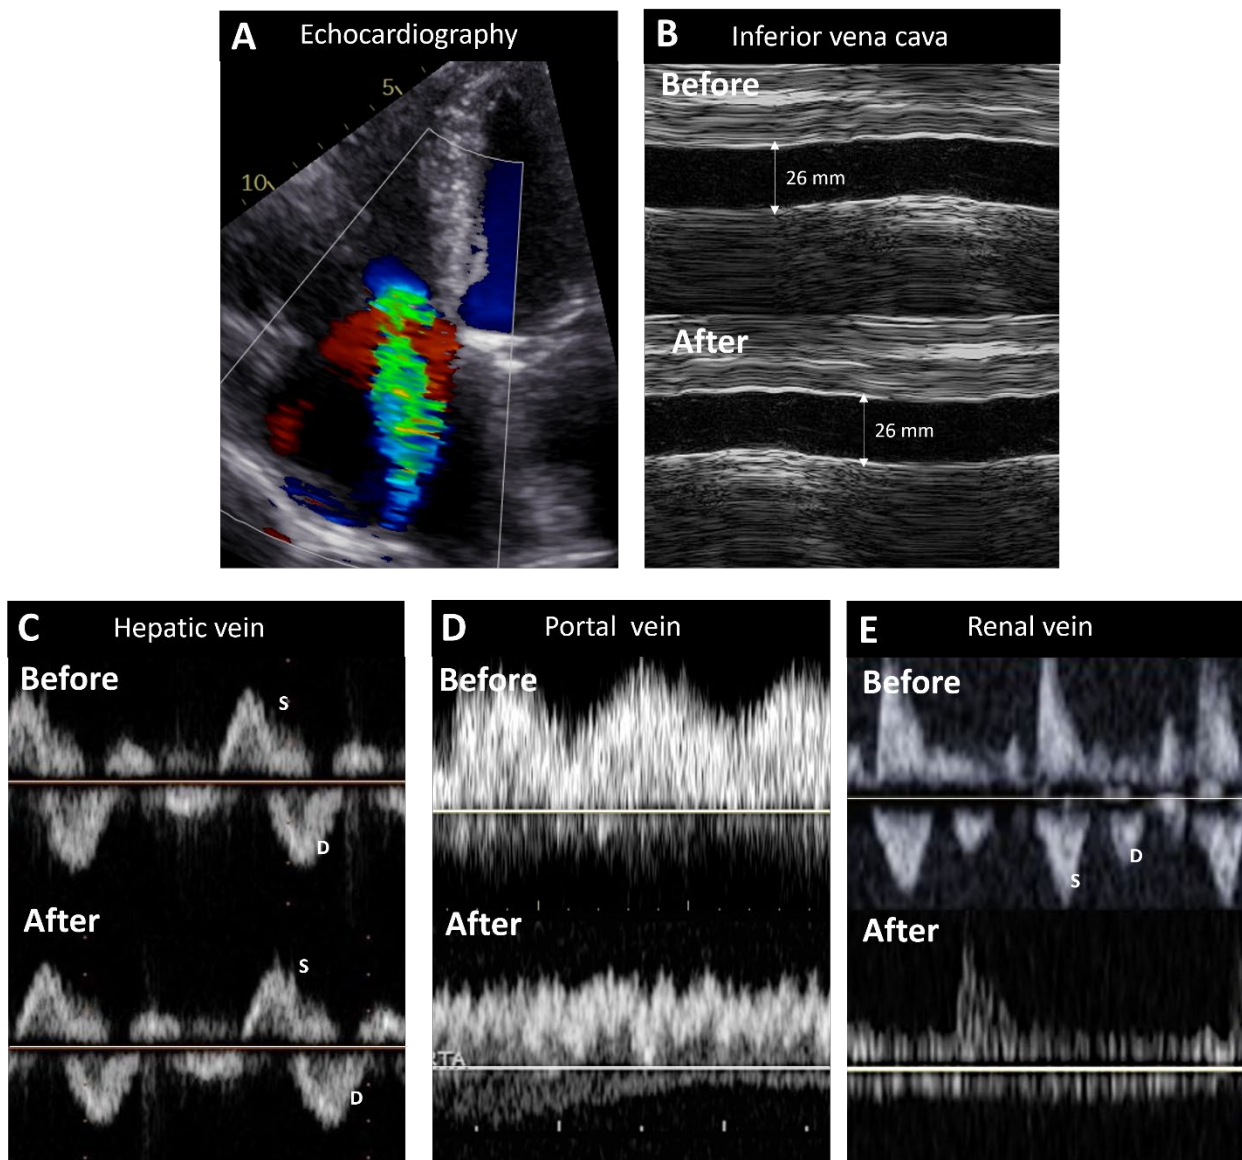 A Echocardiography
5
10
B Inferior vena cava
Before
26 mm
After
26 mm
C Hepatic vein
Before
S
D
After
S
D
D Portal vein
Before
After
RTA
E Renal vein
Before
S
D
After